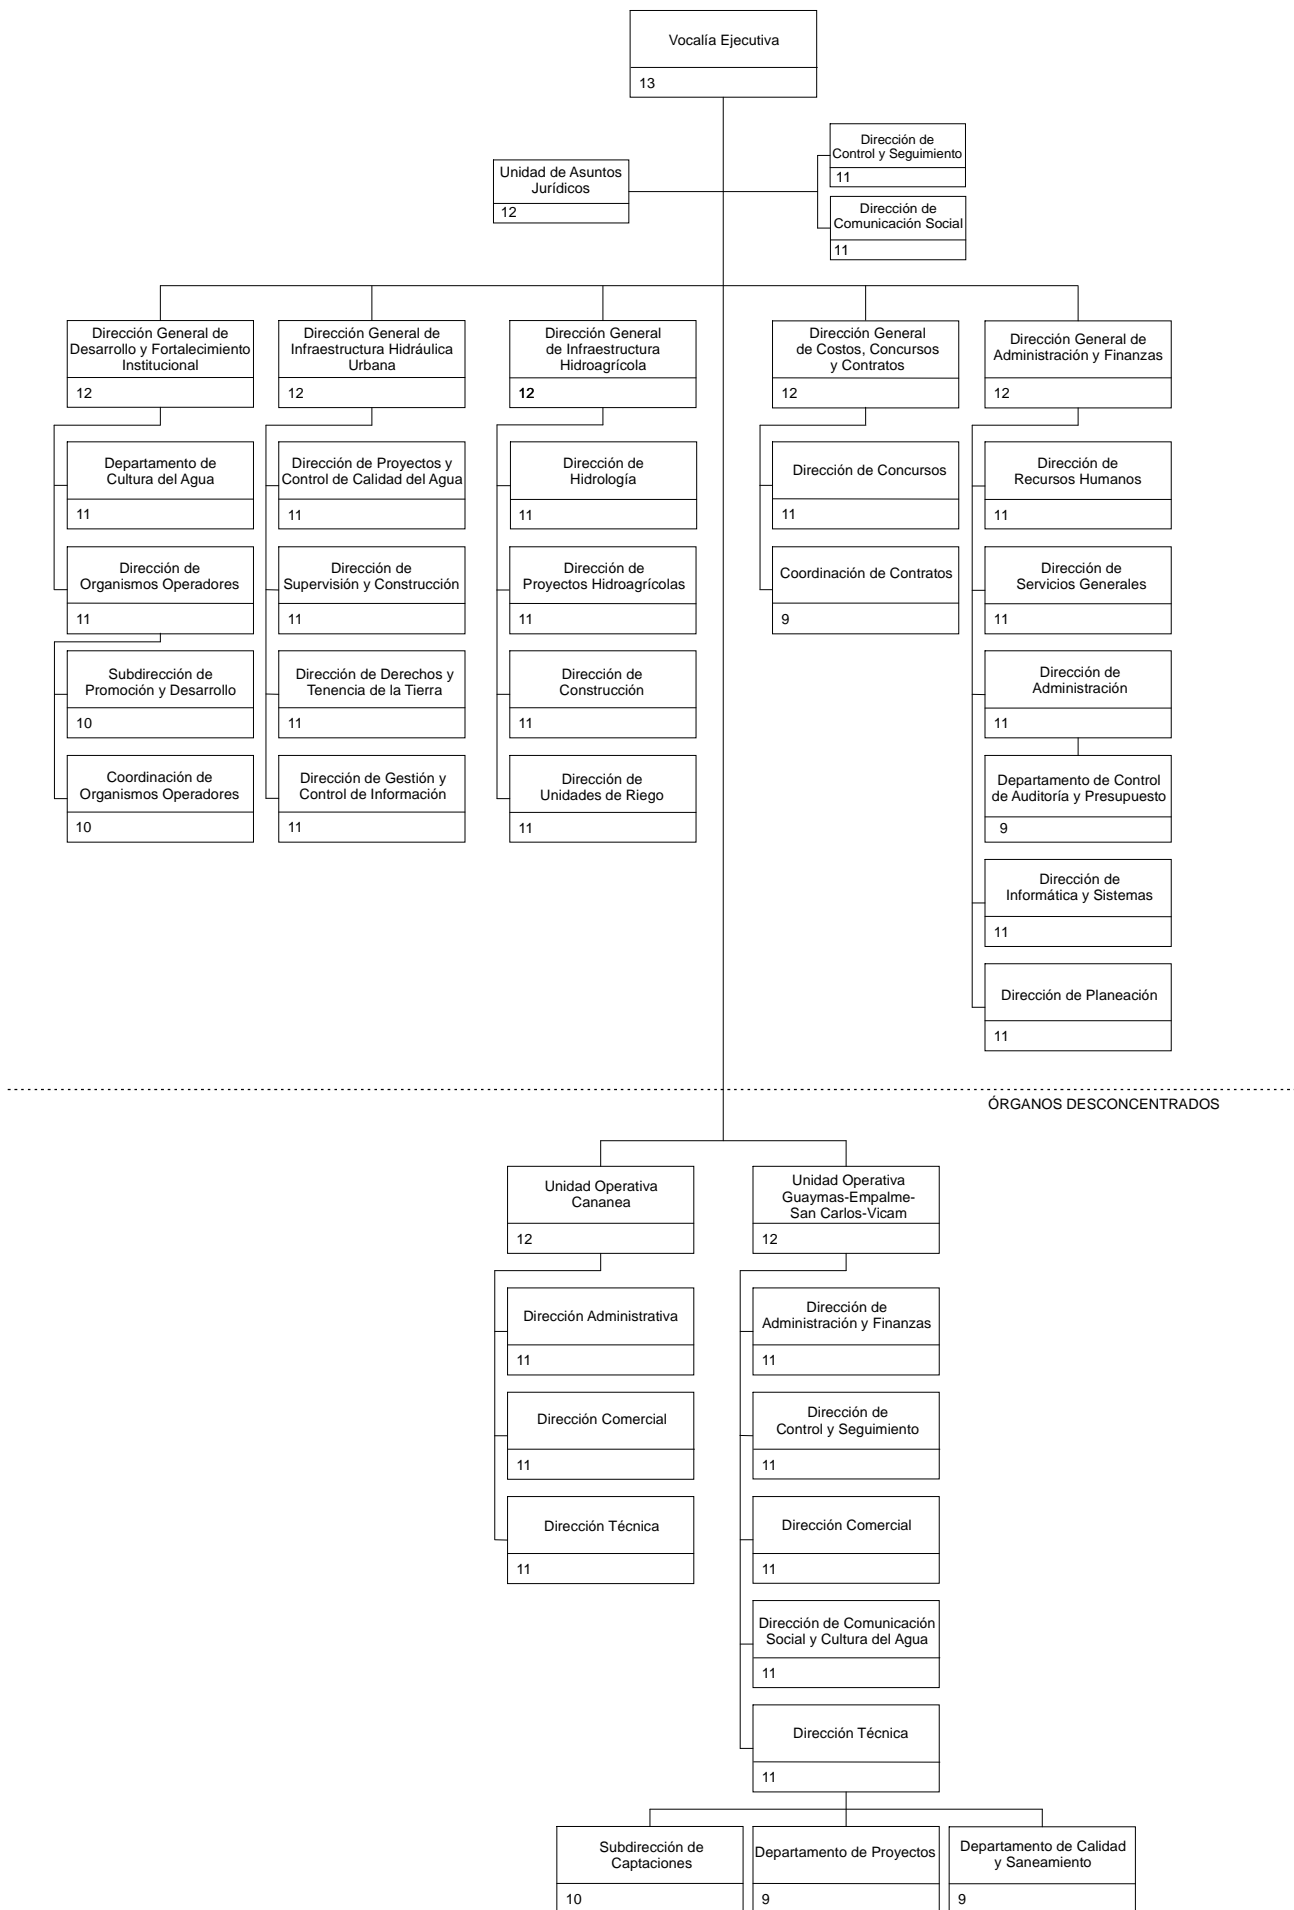 Vocalía Ejecutiva
13
Unidad de Asuntos
Jurídicos
12
Dirección de
Control y Seguimiento
11
Dirección de
Comunicación Social
11
Dirección General de
Desarrollo y Fortalecimiento
Institucional
12
Dirección General de
Infraestructura Hidráulica
Urbana
12
Dirección General
de Infraestructura
Hidroagrícola
12
Dirección General
de Costos, Concursos
y Contratos
12
Dirección General de
Administración y Finanzas
12
Departamento de
Cultura del Agua
11
Dirección de Proyectos y
Control de Calidad del Agua
11
Dirección de
Hidrología
11
Dirección de Concursos
11
Dirección de
Recursos Humanos
11
Dirección de
Organismos Operadores
11
Dirección de
Supervisión y Construcción
11
Dirección de
Proyectos Hidroagrícolas
11
Coordinación de Contratos
9
Dirección de
Servicios Generales
11
Subdirección de
Promoción y Desarrollo
10
Dirección de Derechos y
Tenencia de la Tierra
11
Dirección de
Construcción
11
Dirección de
Administración
11
Coordinación de
Organismos Operadores
10
Dirección de Gestión y
Control de Información
11
Dirección de
Unidades de Riego
11
Departamento de Control
de Auditoría y Presupuesto
9
Dirección de
Informática y Sistemas
11
Dirección de Planeación
11
ÓRGANOS DESCONCENTRADOS
Unidad Operativa
Cananea
12
Unidad Operativa
Guaymas-Empalme-
San Carlos-Vicam
12
Dirección Administrativa
11
Dirección de
Administración y Finanzas
11
Dirección Comercial
11
Dirección de
Control y Seguimiento
11
Dirección Técnica
11
Dirección Comercial
11
Dirección de Comunicación
Social y Cultura del Agua
11
Dirección Técnica
11
Subdirección de
Captaciones
10
Departamento de Proyectos
9
Departamento de Calidad
y Saneamiento
9